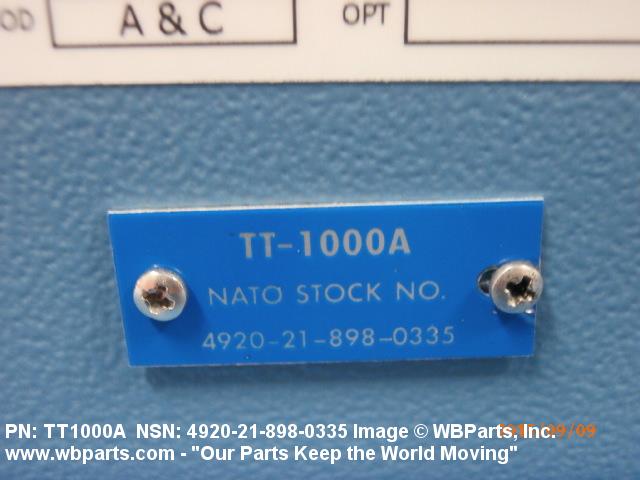 OD A & C OPT
TT-1000A
NATO STOCK NO.
4920-21-898-0335
PN: TT1000A NSN: 4920-21-898-0335 Image © WBParts, Inc.
www.wbparts.com - "Our Parts Keep the World Moving"